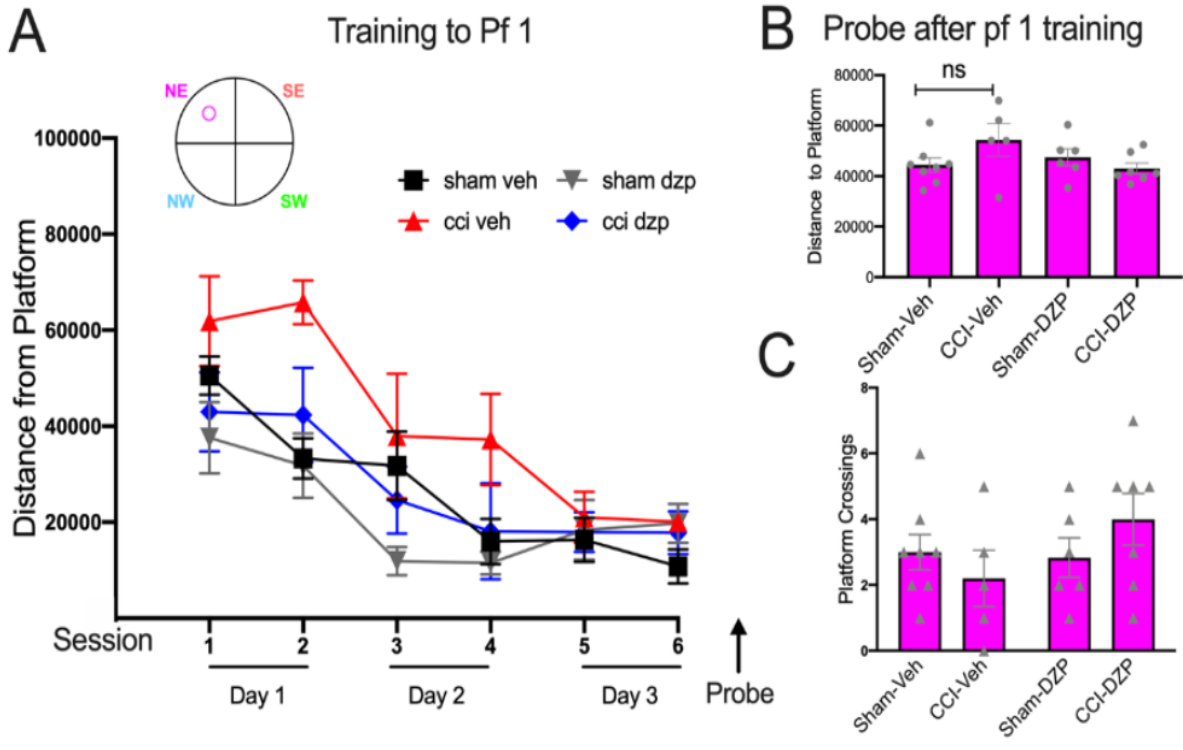 A
Training to Pf 1
NE
SE
NW
SW
sham veh
sham dzp
cci veh
cci dzp
Distance from Platform
100000
80000
60000
40000
20000
Session
1
2
3
4
5
6
Day 1
Day 2
Day 3
Probe
B
Probe after pf 1 training
ns
Distance to Platform
80000
60000
40000
20000
0
Sham-Veh
CCI-Veh
Sham-DZP
CCI-DZP
C
Platform Crossings
8
6
4
2
0
Sham-Veh
CCI-Veh
Sham-DZP
CCI-DZP